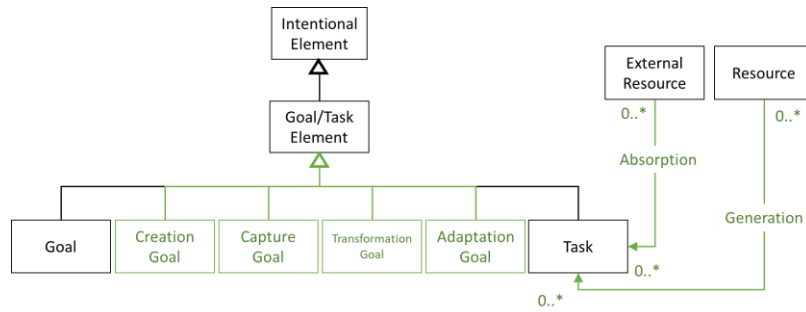 Intentional
Element
External
Resource
Resource
Goal/Task
Element
0..*
0..*
Absorption
Generation
Goal
Creation
Goal
Capture
Goal
Transformation
Goal
Adaptation
Goal
Task
0..*
0..*